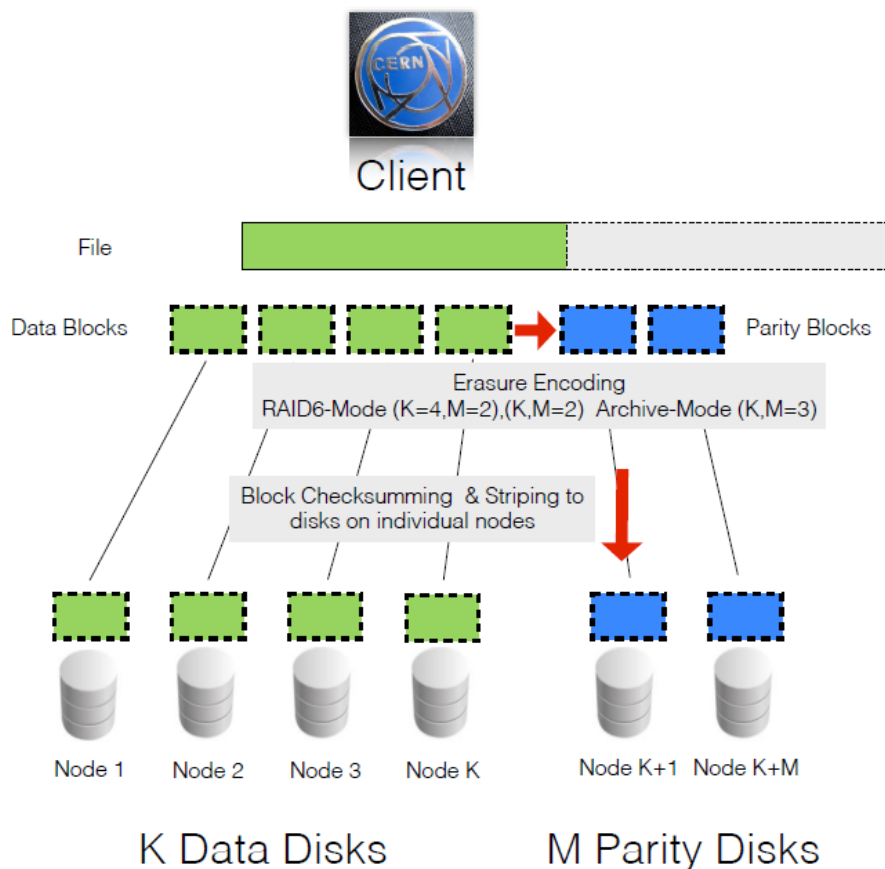 CERN
Client
File
Data Blocks
Parity Blocks
Erasure Encoding
RAID6-Mode (K=4,M=2),(K,M=2) Archive-Mode (K,M=3)
Block Checksumming & Striping to
disks on individual nodes
Node 1
Node 2
Node 3
Node K
Node K+1
Node K+M
K Data Disks
M Parity Disks